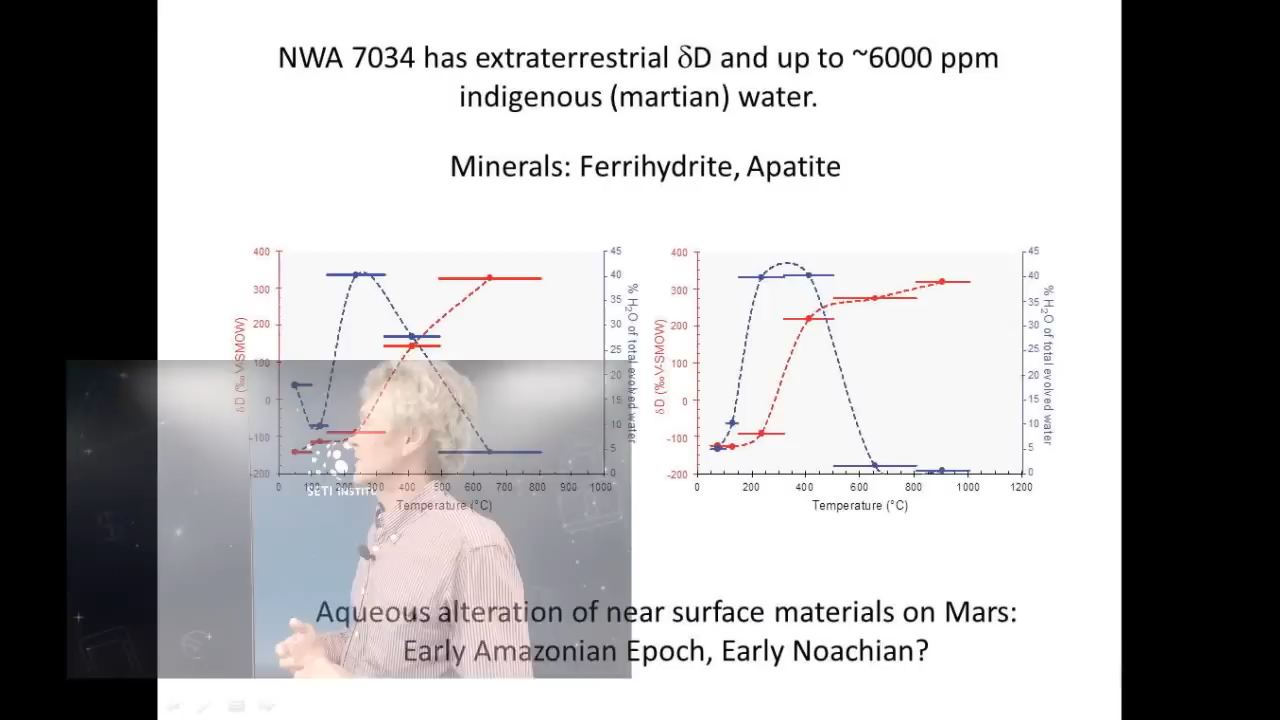 NWA 7034 has extraterrestrial δD and up to ~6000 ppm
indigenous (martian) water.
Minerals: Ferrihydrite, Apatite
400
300
200
100
0
-100
-200
δD (‰ V-SMOW)
45
40
35
30
25
20
15
10
5
0
% H₂O of total evolved water
0 100 200 300 400 500 600 700 800 900 1000
Temperature (°C)
400
300
200
100
0
-100
-200
δD (‰ V-SMOW)
45
40
35
30
25
20
15
10
5
0
% H₂O of total evolved water
0 200 400 600 800 1000 1200
Temperature (°C)
SETI INSTITU
Aqueous alteration of near surface materials on Mars:
Early Amazonian Epoch, Early Noachian?